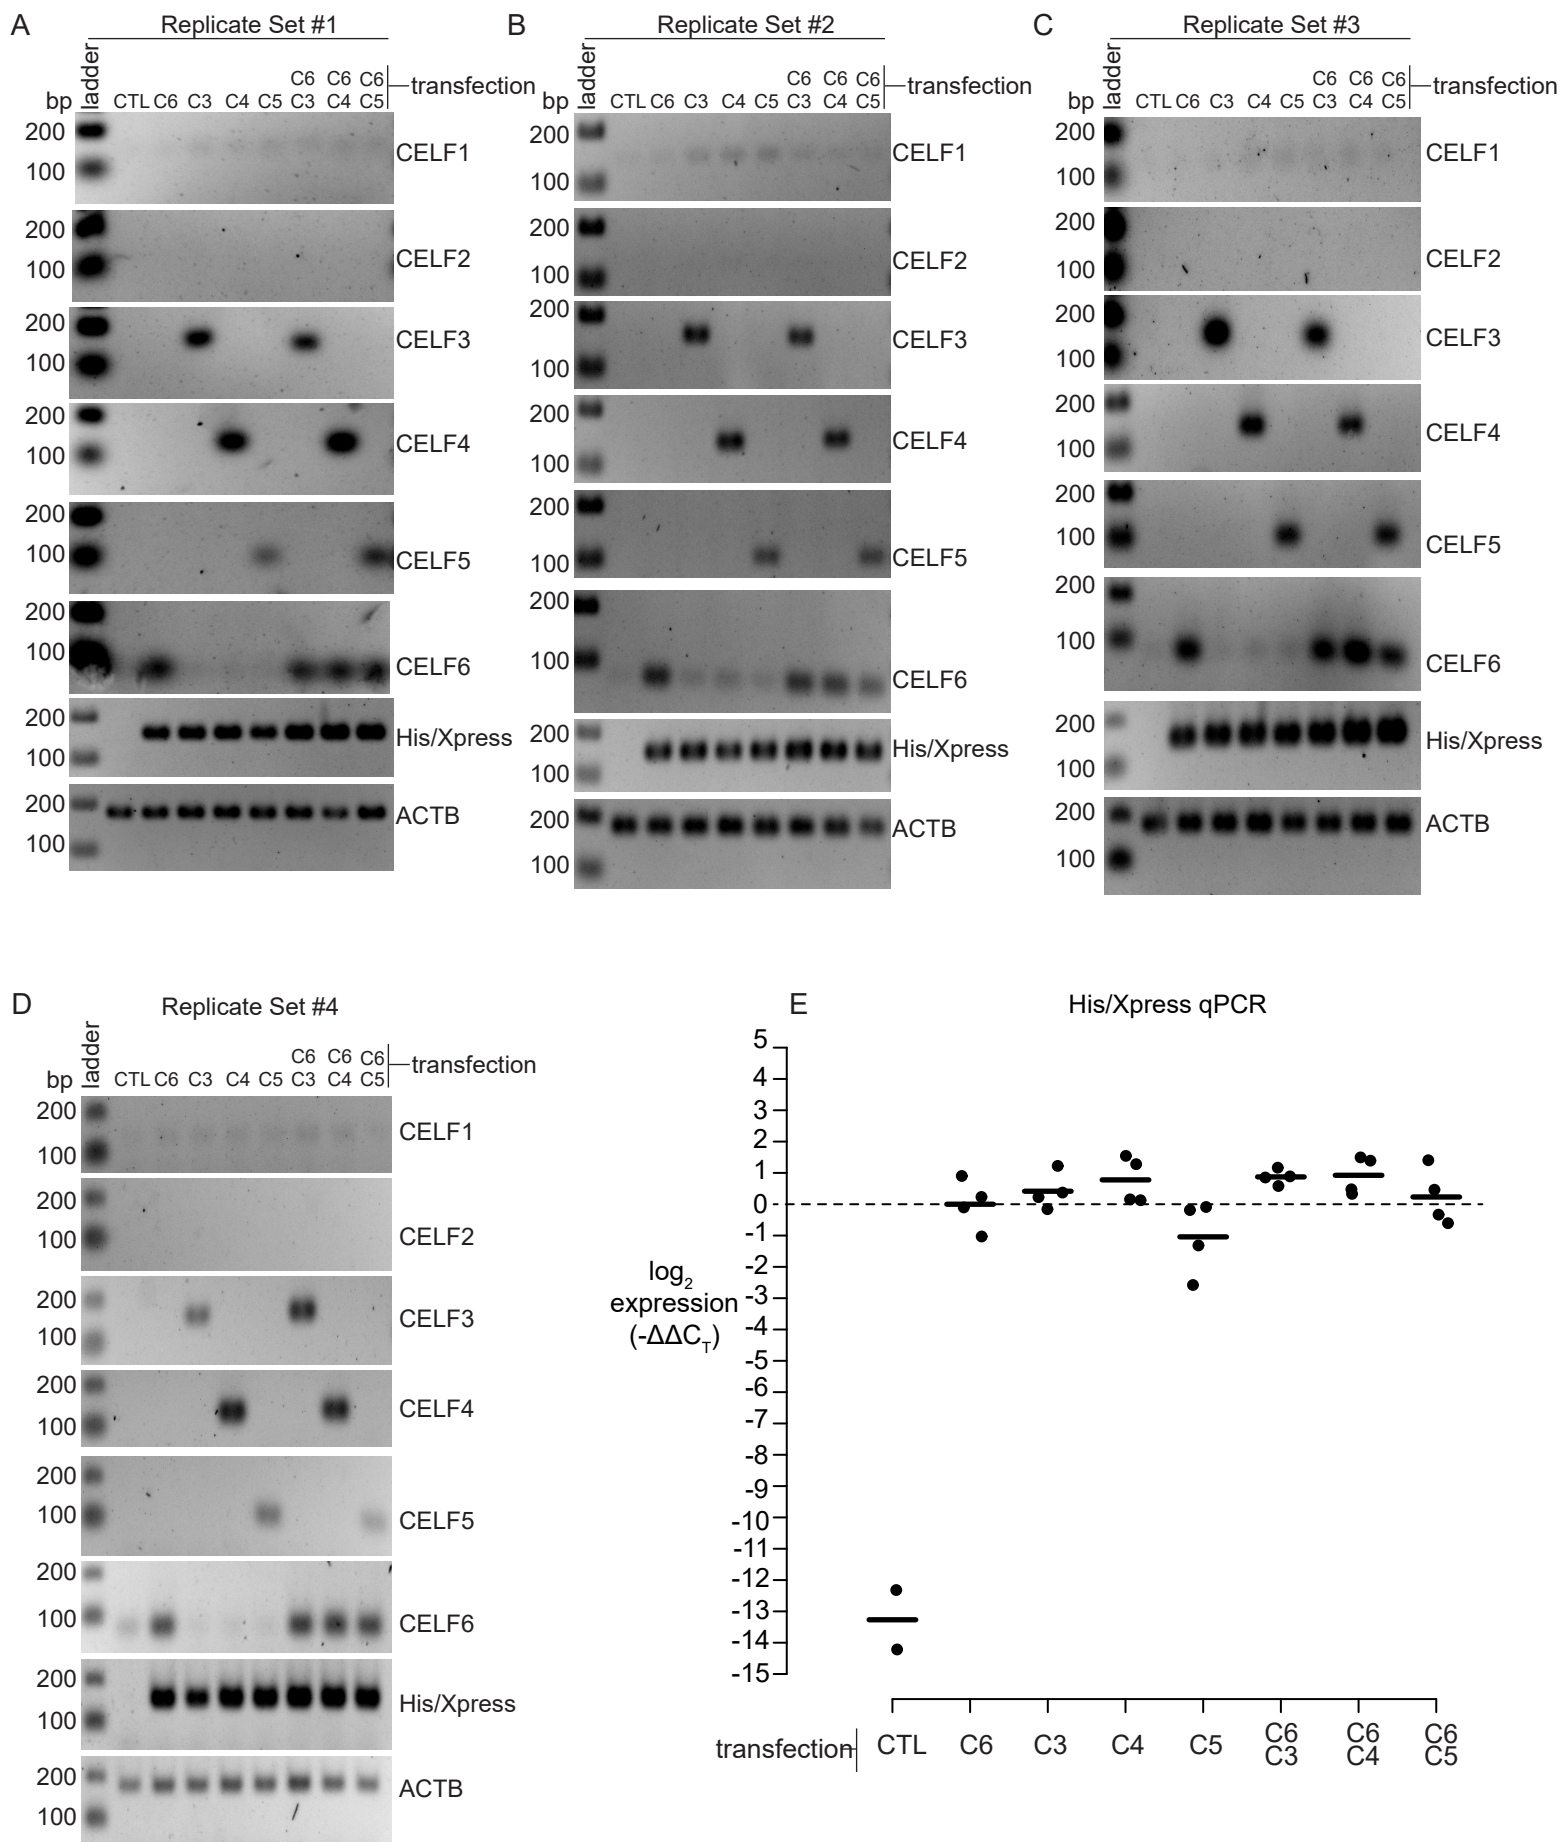 A
Replicate Set #1
ladder
C6 C6 C6
transfection
bp
CTL C6 C3 C4 C5 C3 C4 C5
200
CELF1
100
200
CELF2
100
200
CELF3
100
200
CELF4
100
200
CELF5
100
200
CELF6
100
200
His/Xpress
100
200
ACTB
100
B
Replicate Set #2
ladder
C6 C6 C6
transfection
bp
CTL C6 C3 C4 C5 C3 C4 C5
200
CELF1
100
200
CELF2
100
200
CELF3
100
200
CELF4
100
200
CELF5
100
200
100
CELF6
200
His/Xpress
100
200
ACTB
100
C
Replicate Set #3
ladder
C6 C6 C6
transfection
bp
CTL C6 C3 C4 C5 C3 C4 C5
200
CELF1
100
200
CELF2
100
200
CELF3
100
200
CELF4
100
200
100
CELF5
200
100
CELF6
200
His/Xpress
100
200
ACTB
100
D
Replicate Set #4
ladder
C6 C6 C6
transfection
bp
CTL C6 C3 C4 C5 C3 C4 C5
200
CELF1
100
200
CELF2
100
200
CELF3
100
200
CELF4
100
200
100
CELF5
200
100
CELF6
200
His/Xpress
100
200
ACTB
100
E
His/Xpress qPCR
5
4
3
2
1
0
-1
-2
-3
-4
-5
-6
-7
-8
-9
-10
-11
-12
-13
-14
-15
log2
expression
(-ΔΔCT)
transfection
CTL C6 C3 C4 C5
C6 C6 C6
C3 C4 C5